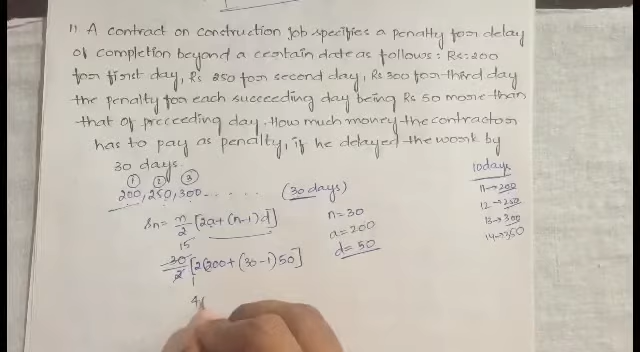 1) A contract on construction job specifies a penalty for delay
of completion beyond a certain date as follows: Rs: 200
for first day, Rs 250 for second day, Rs 300 for third day
the penalty for each succeeding day being Rs 50 more than
that of preceeding day. How much money the contractor
has to pay as penalty, if he delayed the work by
30 days.
① ② ③
200, 250, 300 . . . . . . (30 days)
Sn = n/2 [2a + (n-1)d]
n = 30
a = 200
d = 50
15
30/2 [2(200 + (30-1)50]
1
10 days
11→200
12→250
13→300
14→350